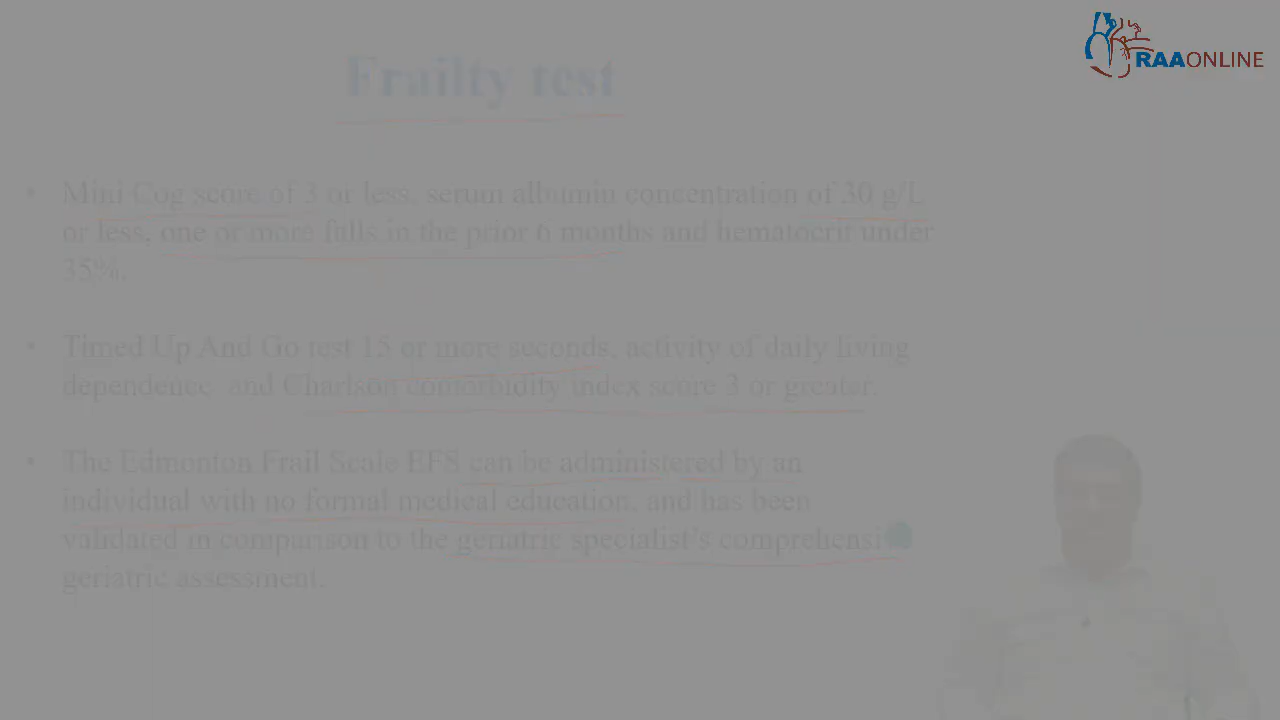 RAAONLINE
Frailty test
• Mini Cog score of 3 or less, serum albumin concentration of 30 g/L
or less, one or more falls in the prior 6 months and hematocrit under
35%.
• Timed Up And Go test 15 or more seconds, activity of daily living
dependence and Charlson comorbidity index score 3 or greater.
• The Edmonton Frail Scale EFS can be administered by an
individual with no formal medical education, and has been
validated in comparison to the geriatric specialist's comprehensive
geriatric assessment.